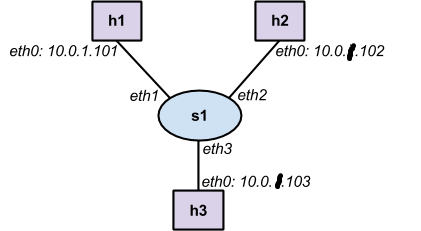 h1
h2
eth0: 10.0.1.101
eth0: 10.0. .102
eth1
eth2
s1
eth3
eth0: 10.0. .103
h3